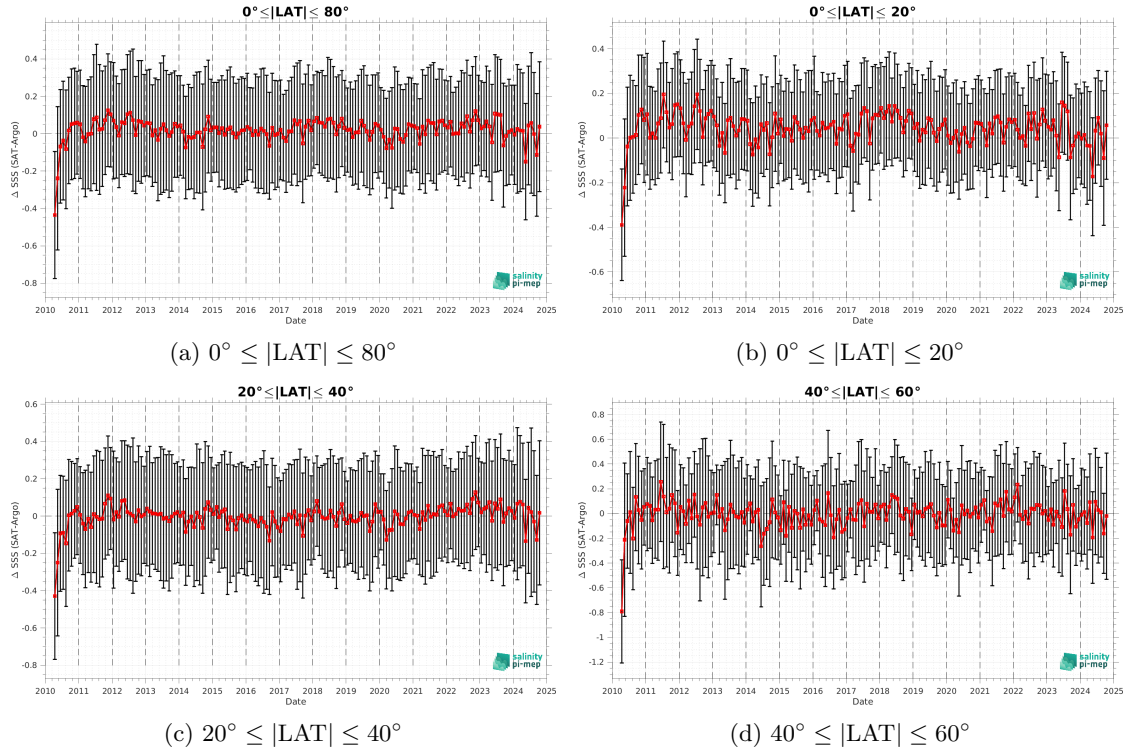 0°≤|LAT|≤ 80°
Δ SSS (SAT-Argo)
0.4
0.2
0
-0.2
-0.4
-0.6
-0.8
2010 2011 2012 2013 2014 2015 2016 2017 2018 2019 2020 2021 2022 2023 2024 2025
Date
salinity
pi-mep
(a) 0° ≤ |LAT| ≤ 80°
0°≤|LAT|≤ 20°
Δ SSS (SAT-Argo)
0.4
0.2
0
-0.2
-0.4
-0.6
2010 2011 2012 2013 2014 2015 2016 2017 2018 2019 2020 2021 2022 2023 2024 2025
Date
salinity
pi-mep
(b) 0° ≤ |LAT| ≤ 20°
20°≤|LAT|≤ 40°
Δ SSS (SAT-Argo)
0.6
0.4
0.2
0
-0.2
-0.4
-0.6
-0.8
2010 2011 2012 2013 2014 2015 2016 2017 2018 2019 2020 2021 2022 2023 2024 2025
Date
salinity
pi-mep
(c) 20° ≤ |LAT| ≤ 40°
40°≤|LAT|≤ 60°
Δ SSS (SAT-Argo)
0.8
0.6
0.4
0.2
0
-0.2
-0.4
-0.6
-0.8
-1
-1.2
2010 2011 2012 2013 2014 2015 2016 2017 2018 2019 2020 2021 2022 2023 2024 2025
Date
salinity
pi-mep
(d) 40° ≤ |LAT| ≤ 60°